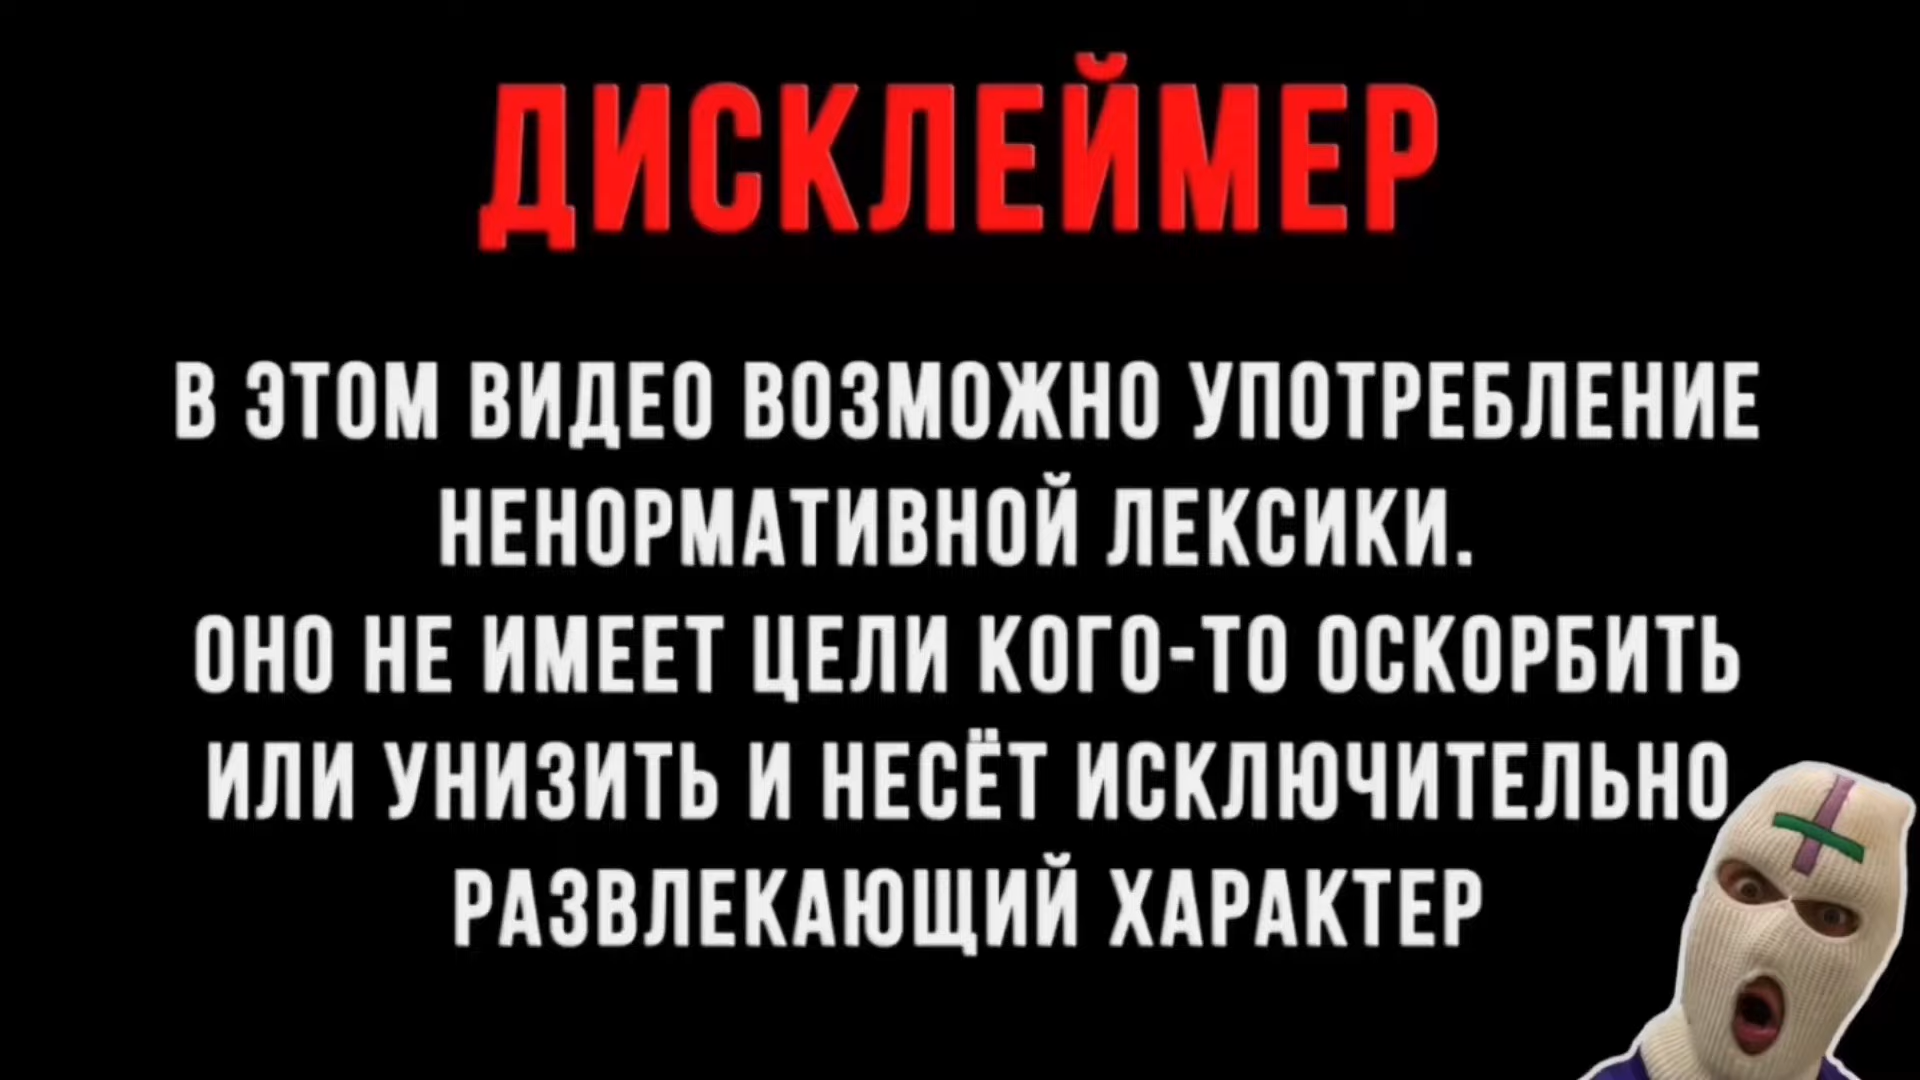 ДИСКЛЕЙМЕР
В ЭТОМ ВИДЕО ВОЗМОЖНО УПОТРЕБЛЕНИЕ
НЕНОРМАТИВНОЙ ЛЕКСИКИ.
ОНО НЕ ИМЕЕТ ЦЕЛИ КОГО-ТО ОСКОРБИТЬ
ИЛИ УНИЗИТЬ И НЕСЁТ ИСКЛЮЧИТЕЛЬНО
РАЗВЛЕКАЮЩИЙ ХАРАКТЕР